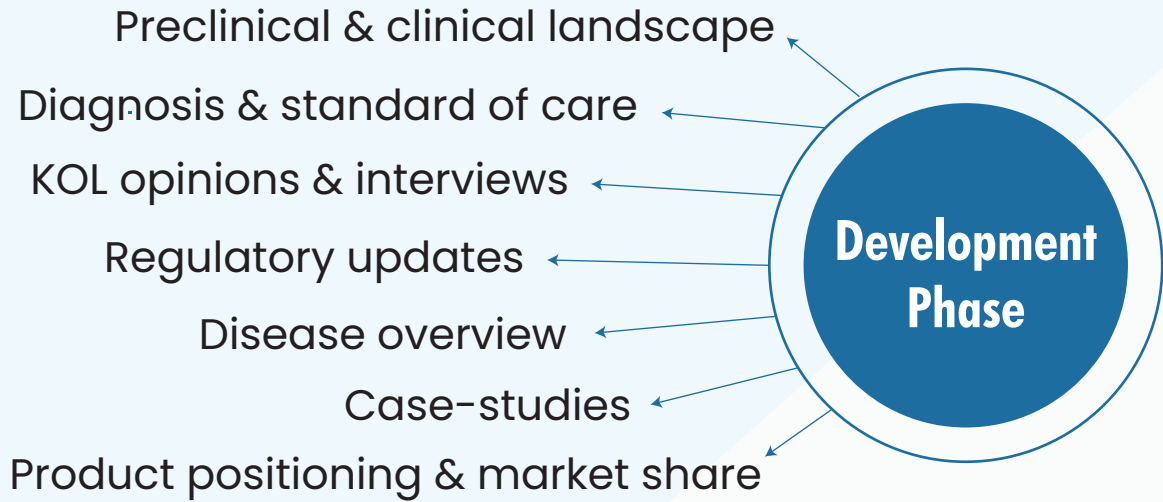 Preclinical & clinical landscape
Diagnosis & standard of care
KOL opinions & interviews
Regulatory updates
Disease overview
Case-studies
Product positioning & market share
Development
Phase